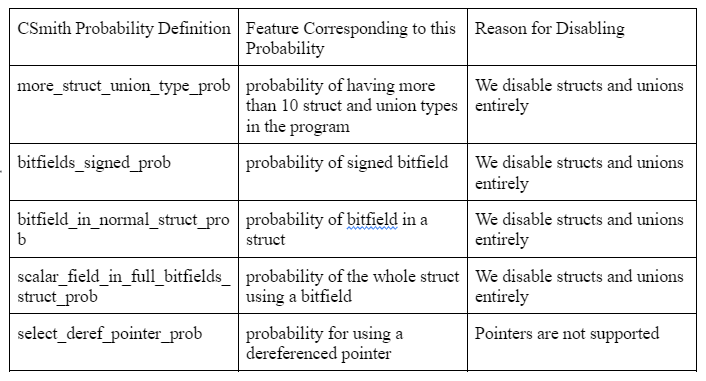 CSmith Probability Definition
Feature Corresponding to this
Probability
Reason for Disabling
more_struct_union_type_prob
probability of having more
than 10 struct and union types
in the program
We disable structs and unions
entirely
bitfields_signed_prob
probability of signed bitfield
We disable structs and unions
entirely
bitfield_in_normal_struct_pro
b
probability of bitfield in a
struct
We disable structs and unions
entirely
scalar_field_in_full_bitfields_
struct_prob
probability of the whole struct
using a bitfield
We disable structs and unions
entirely
select_deref_pointer_prob
probability for using a
dereferenced pointer
Pointers are not supported